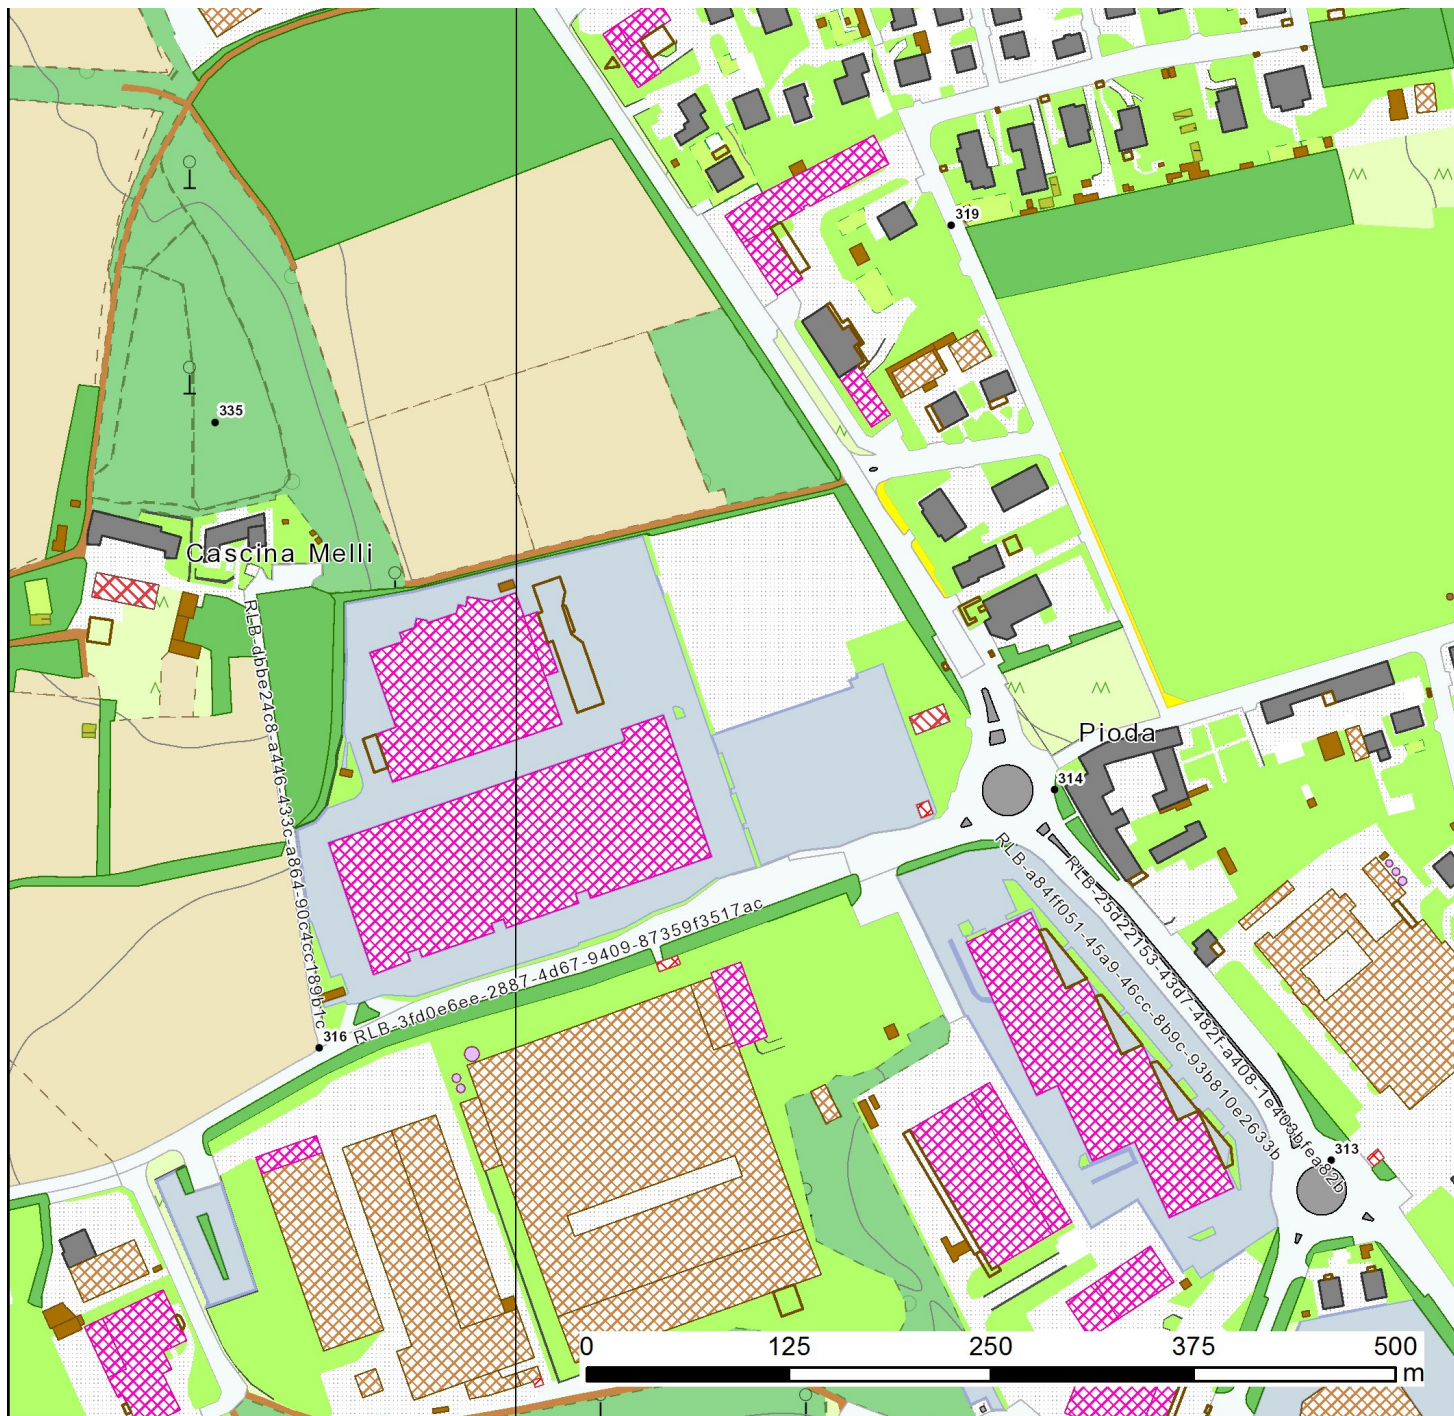 319
335
Cascina Melli
RLB-dbbe24c8-a446-433c-a864-90c4cc189b1c
Pioda
314
RLB-a84ff051-45a9-46cc-8b9c-93b810e2633b
RLB-25d22153-43d7-482f-a408-1e403bfea82b
RLB-3fd0e6ee-2887-4d67-9409-87359f3517ac
316
313
0 125 250 375 500
m